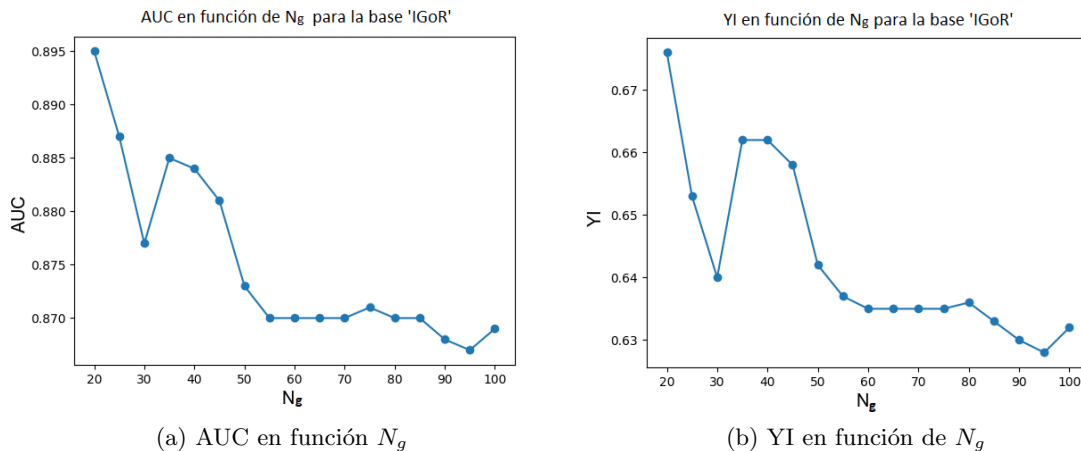 AUC en función de Ng para la base 'IGoR'
0.895
0.890
0.885
0.880
0.875
0.870
AUC
20 30 40 50 60 70 80 90 100
Ng
(a) AUC en función Ng
YI en función de Ng para la base 'IGoR'
0.67
0.66
0.65
0.64
0.63
YI
20 30 40 50 60 70 80 90 100
Ng
(b) YI en función de Ng